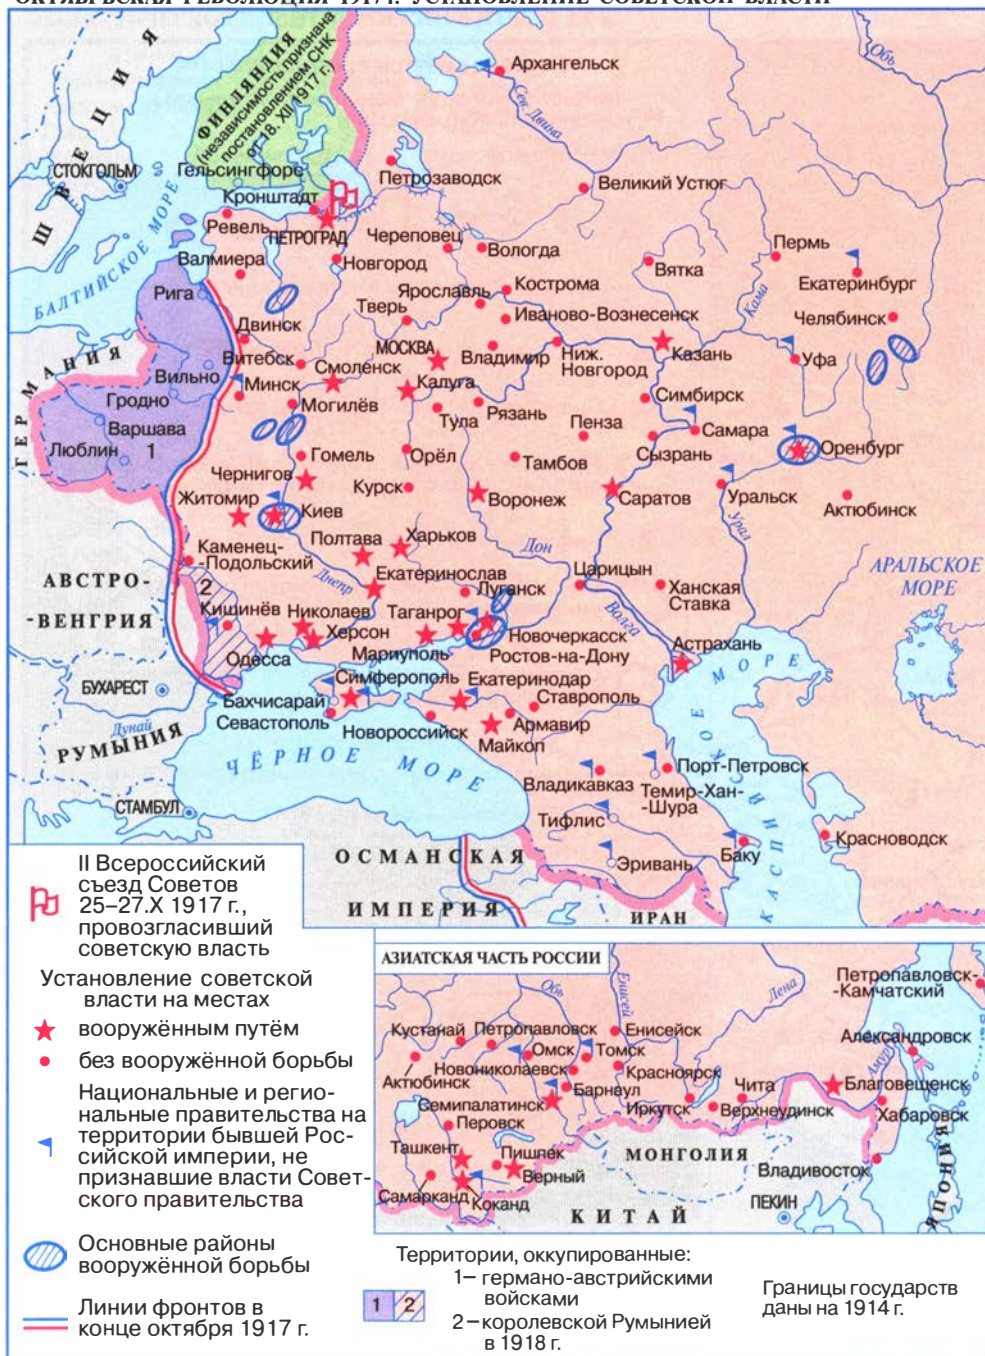 ОКТЯБРЬСКАЯ РЕВОЛЮЦИЯ 1917г. УСТАНОВЛЕНИЕ СОВЕТСКОЙ ВЛАСТИ
ШВЕЦИЯ
СТОКГОЛЬМ
ФИНЛЯНДИЯ
(независимость признана
постановлением СНК
от 18. XII.1917 г.)
Гельсингфорс
Архангельск
Сев. Двина
Обь
Кронштадт
Петрозаводск
Великий Устюг
Ревель
ПЕТРОГРАД
Череповец
Вологда
Пермь
БАЛТИЙСКОЕ МОРЕ
Валмиера
Новгород
Вятка
Екатеринбург
Рига
Ярославль
Кострома
Кама
Тверь
Иваново-Вознесенск
Челябинск
Двинск
МОСКВА
Витебск
Смоленск
Владимир
Ниж.
Новгород
Казань
Уфа
ГЕРМАНИЯ
Вильно
Минск
Калуга
Гродно
Могилёв
Тула
Рязань
Симбирск
Варшава
Пенза
Самара
Люблин
1
Гомель
Орёл
Тамбов
Сызрань
Оренбург
Чернигов
Курск
Воронеж
Саратов
Уральск
Актюбинск
Житомир
Киев
Полтава
Харьков
Дон
Урал
Каменец-
-Подольский
Днепр
Екатеринослав
Луганск
Царицын
Ханская
Ставка
АРАЛЬСКОЕ
МОРЕ
АВСТРО-
-ВЕНГРИЯ
2
Кишинёв
Николаев
Таганрог
Волга
Херсон
Новочеркасск
Астрахань
Одесса
Мариуполь
Ростов-на-Дону
Симферополь
Екатеринодар
БУХАРЕСТ
Бахчисарай
Ставрополь
Севастополь
Новороссийск
Армавир
Дунай
РУМЫНИЯ
Майкоп
ЧЁРНОЕ МОРЕ
КАСПИЙСКОЕ МОРЕ
Владикавказ
Порт-Петровск
Темир-Хан-
-Шура
СТАМБУЛ
Тифлис
Эривань
Баку
Красноводск
ОСМАНСКАЯ
ИМПЕРИЯ
ИРАН
II Всероссийский
съезд Советов
25–27.X 1917 г.,
провозгласивший
советскую власть
Установление советской
власти на местах
вооружённым путём
без вооружённой борьбы
Национальные и регио-
нальные правительства на
территории бывшей Рос-
сийской империи, не
признавшие власти Совет-
ского правительства
Основные районы
вооружённой борьбы
Линии фронтов в
конце октября 1917 г.
АЗИАТСКАЯ ЧАСТЬ РОССИИ
Обь
Енисей
Лена
Петропавловск-
-Камчатский
Кустанай
Петропавловск
Енисейск
Александровск
Омск
Томск
Амур
Новониколаевск
Красноярск
Актюбинск
Барнаул
Чита
Благовещенск
Семипалатинск
Иркутск
Верхнеудинск
Хабаровск
Перовск
Ташкент
Пишпек
МОНГОЛИЯ
Верный
Владивосток
ЯПОНИЯ
Самарканд
Коканд
КИТАЙ
ПЕКИН
Территории, оккупированные:
1 2
1– германо-австрийскими
войсками
2 – королевской Румынией
в 1918 г.
Границы государств
даны на 1914 г.